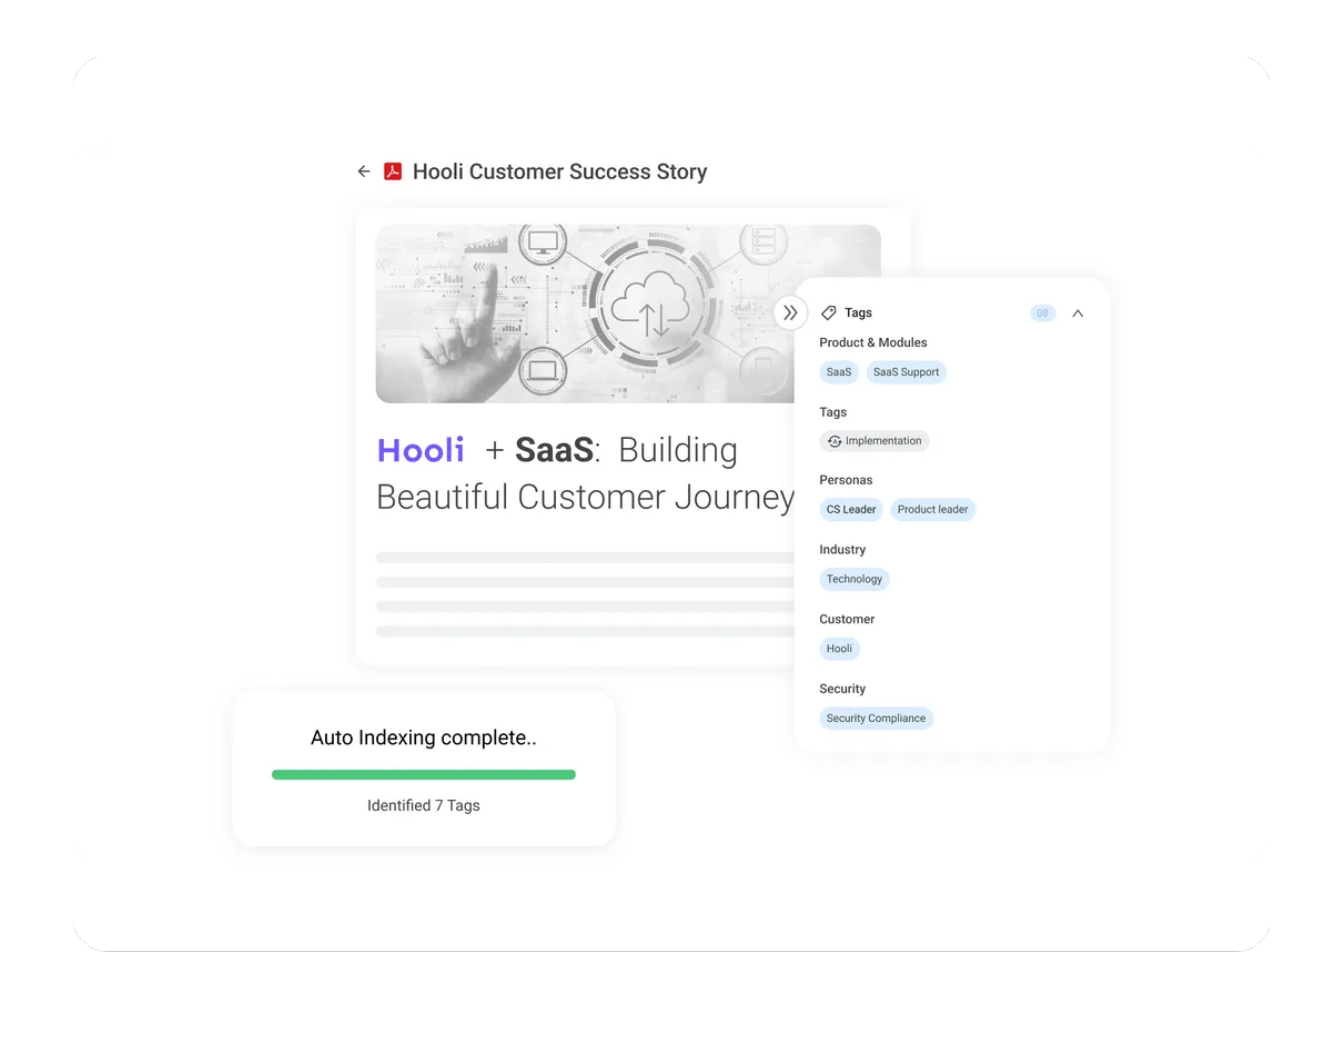 Hooli Customer Success Story
Hooli + SaaS: Building
Beautiful Customer Journey
Tags
08
Product & Modules
SaaS SaaS Support
Tags
Implementation
Personas
CS Leader Product leader
Industry
Technology
Customer
Hooli
Security
Security Compliance
Auto Indexing complete..
Identified 7 Tags